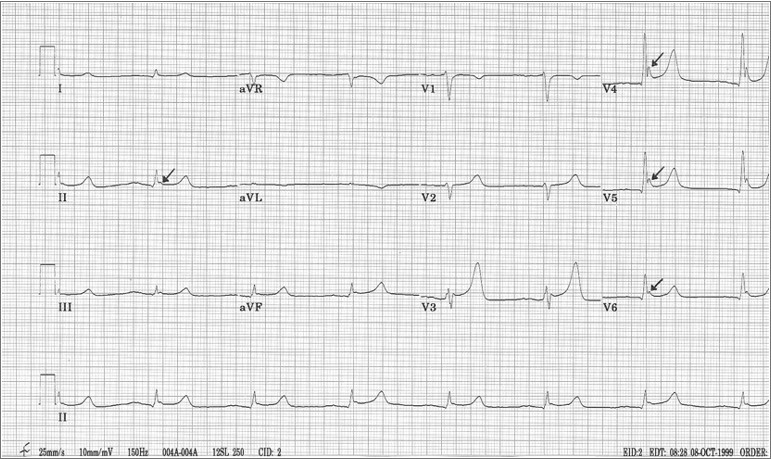 I aVR V1 V4
II aVL V2 V5
III aVF V3 V6
II
25mm/s 10mm/mV 150Hz 004A-004A 12SL 250 CID: 2 EID:2 EDT: 08:28 08-OCT-1999 ORDER: